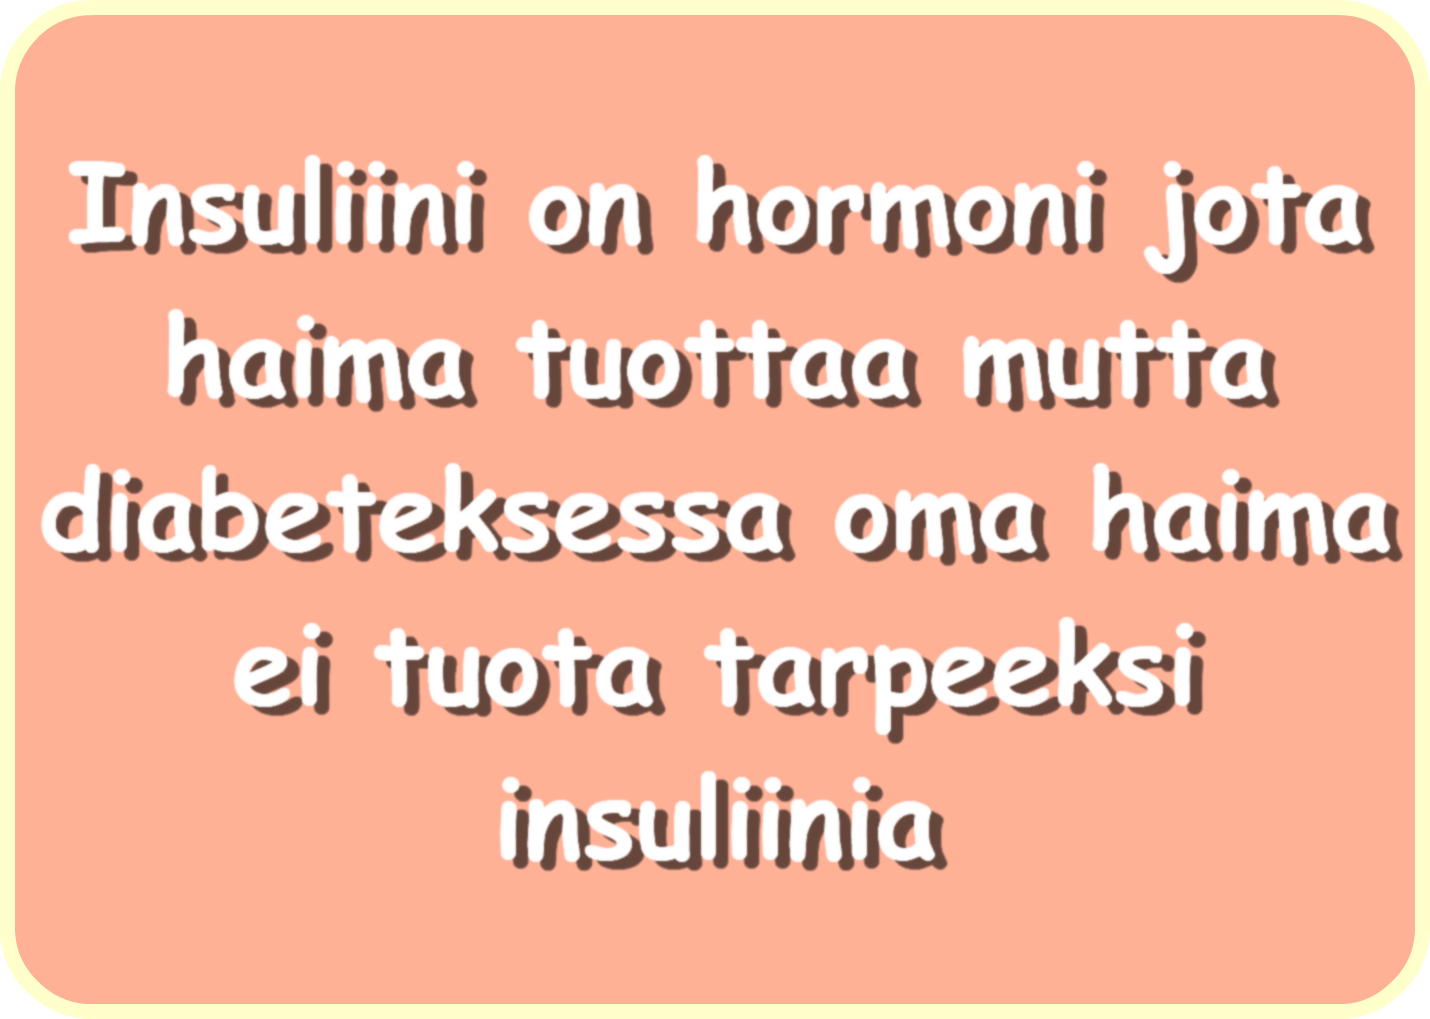 Insuliini on hormoni jota
haima tuottaa mutta
diabeteksessa oma haima
ei tuota tarpeeksi
insuliinia